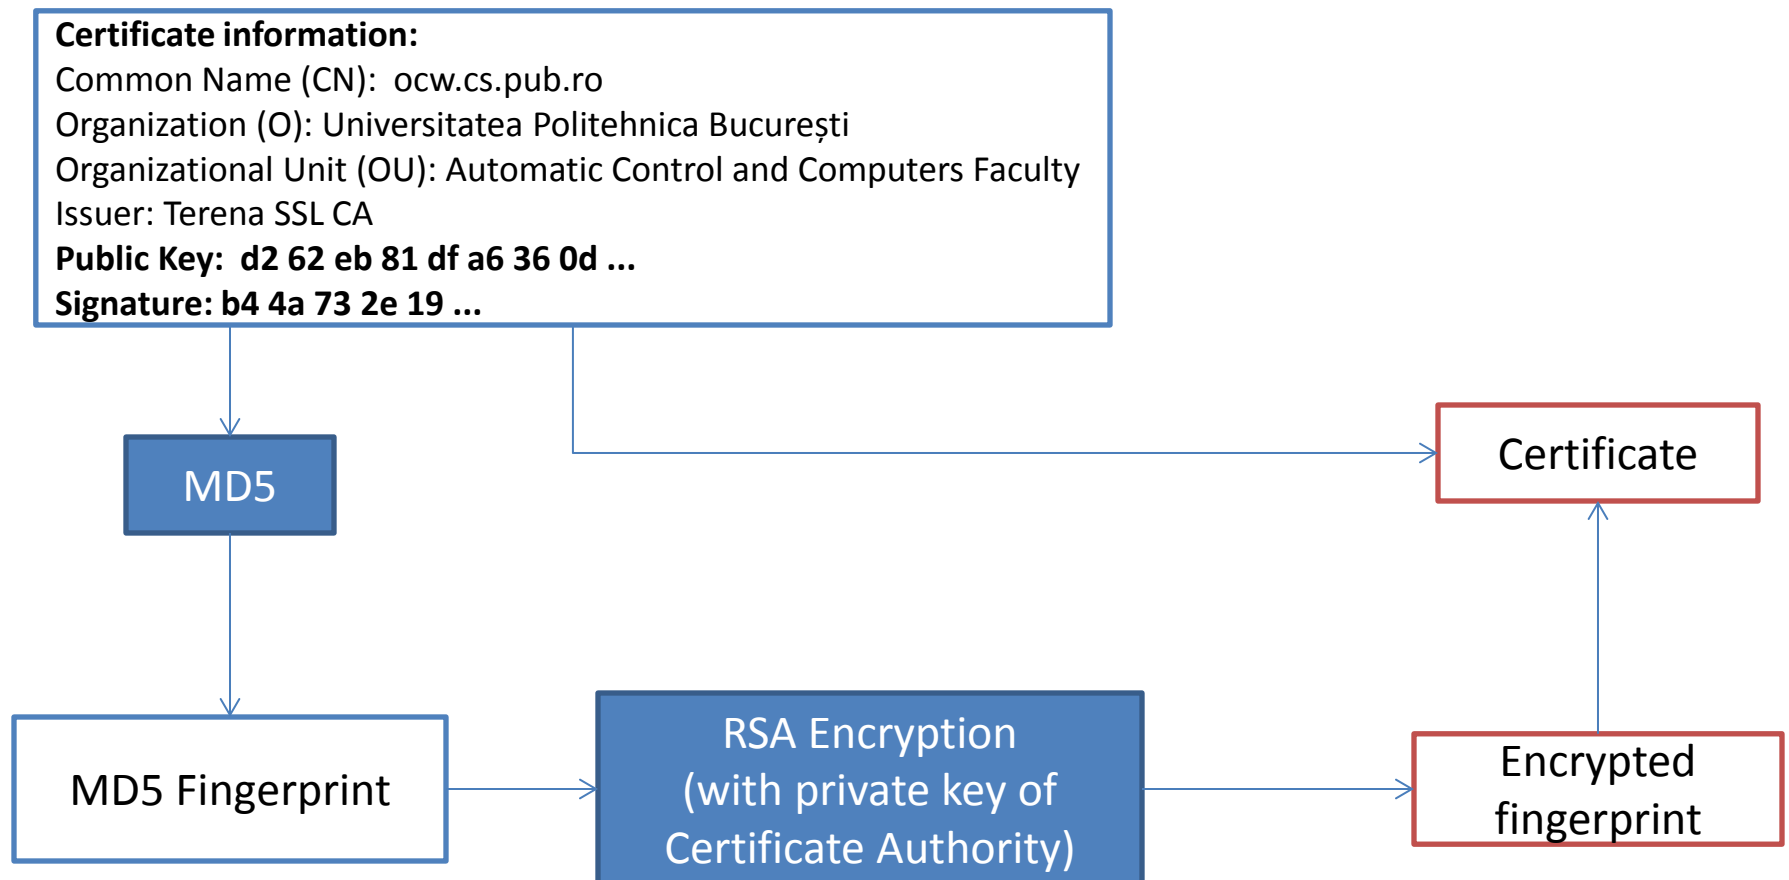 Certificate information:
Common Name (CN):  ocw.cs.pub.ro
Organization (O): Universitatea Politehnica București
Organizational Unit (OU): Automatic Control and Computers Faculty
Issuer: Terena SSL CA
Public Key:  d2 62 eb 81 df a6 36 0d ...
Signature: b4 4a 73 2e 19 ...
Certificate
MD5
MD5 Fingerprint
RSA Encryption
(with private key of
Certificate Authority)
Encrypted
fingerprint